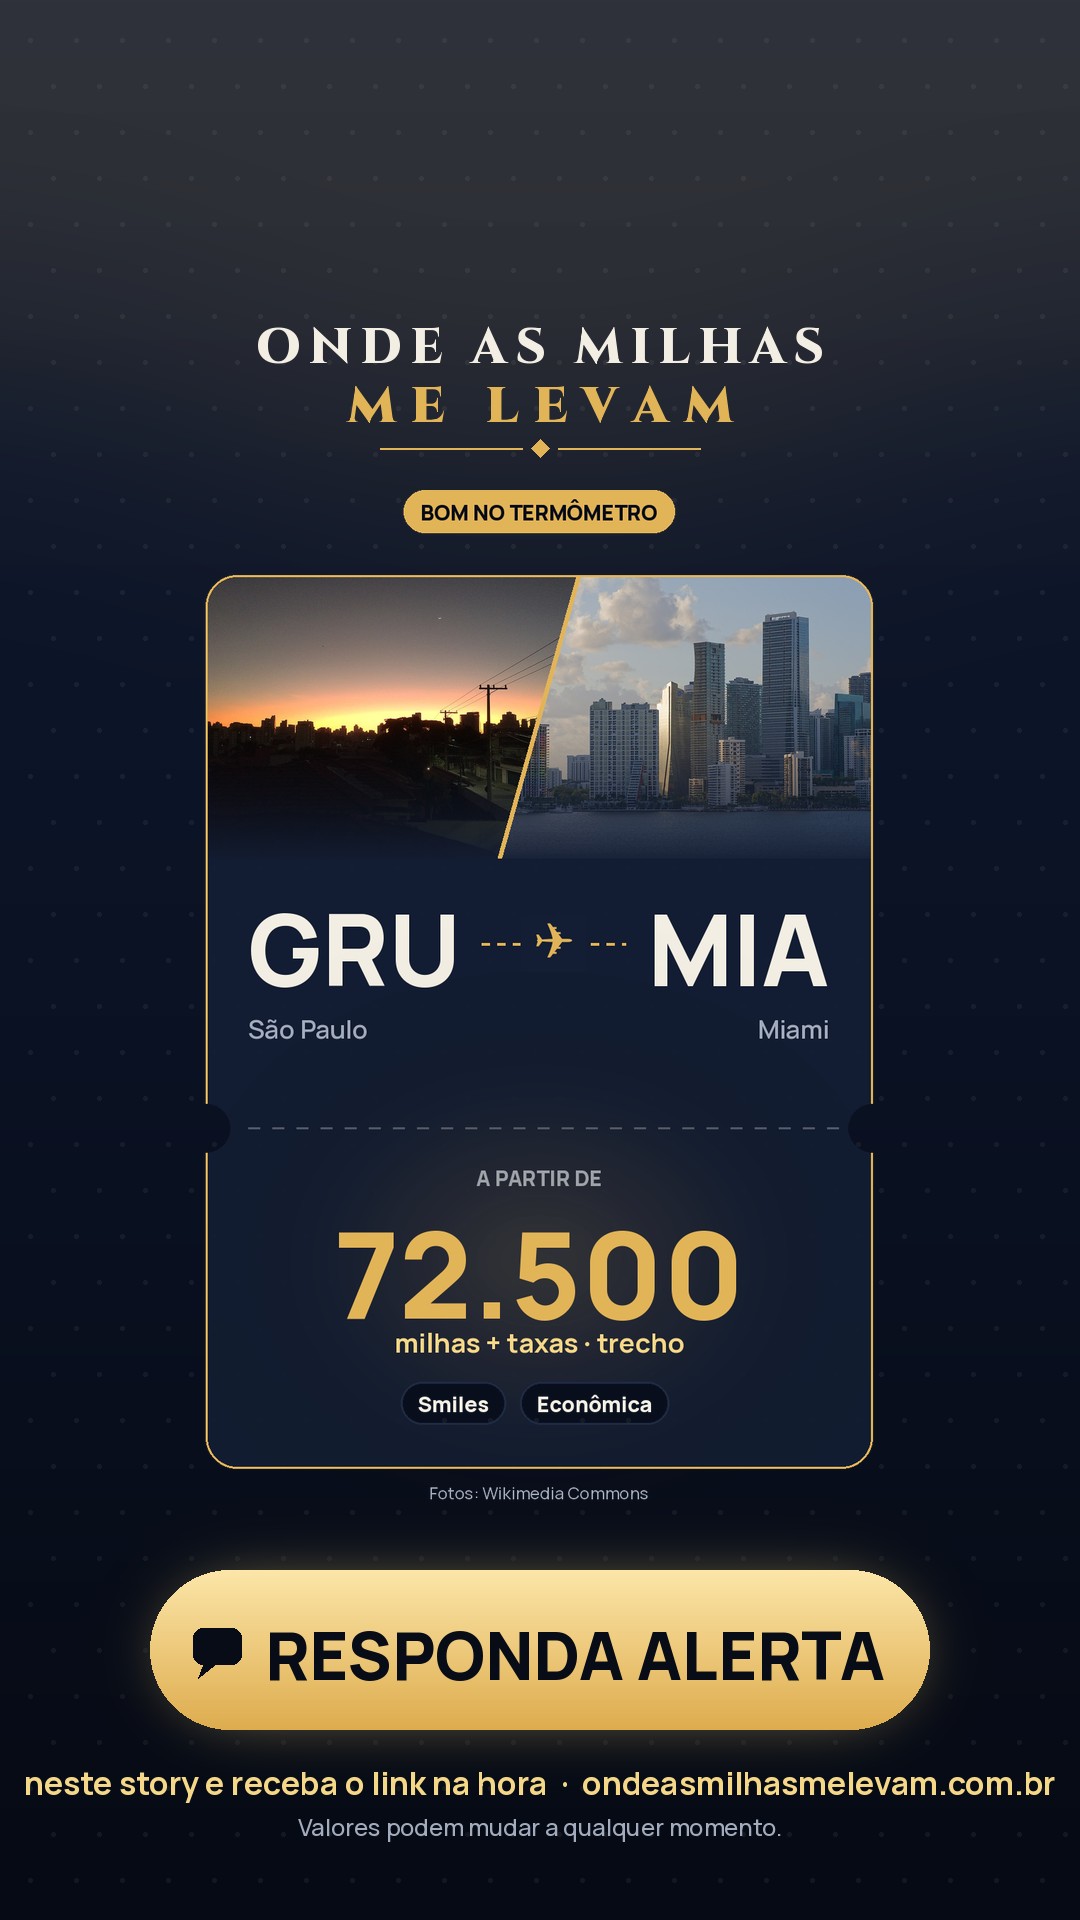 ONDE AS MILHAS
ME LEVAM
BOM NO TERMÔMETRO
GRU ✈ MIA
São Paulo Miami
A PARTIR DE
72.500
milhas + taxas · trecho
Smiles Econômica
Fotos: Wikimedia Commons
RESPONDA ALERTA
neste story e receba o link na hora · ondeasmilhasmelevam.com.br
Valores podem mudar a qualquer momento.